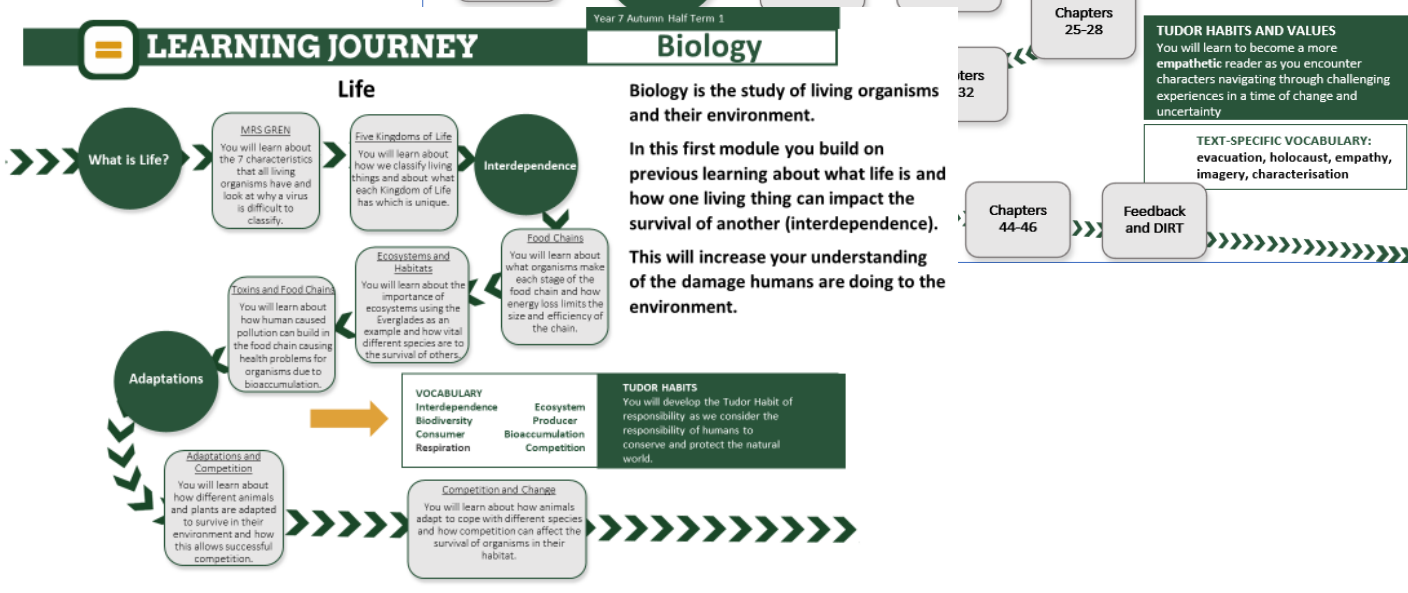 Year 7 Autumn Half Term 1
LEARNING JOURNEY
Biology
Life
Biology is the study of living organisms
and their environment.
In this first module you build on
previous learning about what life is and
how one living thing can impact the
survival of another (interdependence).
This will increase your understanding
of the damage humans are doing to the
environment.
What is Life?
MRS GREN
You will learn about
the 7 characteristics
that all living
organisms have and
look at why a virus
is difficult to
classify.
Five Kingdoms of Life
You will learn about
how we classify living
things and about what
each Kingdom of Life
has which is unique.
Interdependence
Food Chains
You will learn about
what organisms make
each stage of the
food chain and how
energy loss limits the
size and efficiency of
the chain.
Ecosystems and
Habitats
You will learn about the
importance of
ecosystems using the
Everglades as an
example and how vital
different species are to
the survival of others.
Toxins and Food Chains
You will learn about
how human caused
pollution can build in
the food chain causing
health problems for
organisms due to
bioaccumulation.
Adaptations
VOCABULARY
Interdependence Ecosystem
Biodiversity Producer
Consumer Bioaccumulation
Respiration Competition
TUDOR HABITS
You will develop the Tudor Habit of
responsibility as we consider the
responsibility of humans to
conserve and protect the natural
world.
Adaptations and
Competition
You will learn about
how different animals
and plants are adapted
to survive in their
environment and how
this allows successful
competition.
Competition and Change
You will learn about how animals
adapt to cope with different species
and how competition can affect the
survival of organisms in their
habitat.
Chapters
25-28
pters
32
TUDOR HABITS AND VALUES
You will learn to become a more
empathetic reader as you encounter
characters navigating through challenging
experiences in a time of change and
uncertainty
TEXT-SPECIFIC VOCABULARY:
evacuation, holocaust, empathy,
imagery, characterisation
Chapters
44-46
Feedback
and DIRT